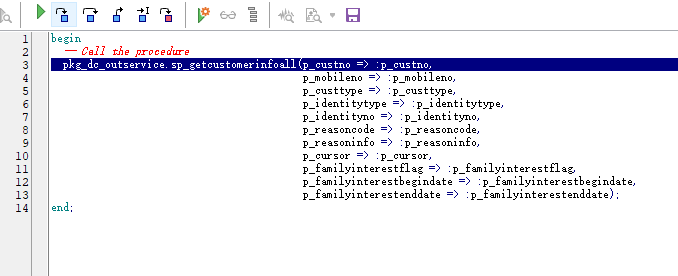 1 begin
2 -- Call the procedure
3 pkg_dc_outservice.sp_getcustomerinfoall(p_custno => :p_custno,
4 p_mobileno => :p_mobileno,
5 p_custtype => :p_custtype,
6 p_identitytype => :p_identitytype,
7 p_identityno => :p_identityno,
8 p_reasoncode => :p_reasoncode,
9 p_reasoninfo => :p_reasoninfo,
10 p_cursor => :p_cursor,
11 p_familyinterestflag => :p_familyinterestflag,
12 p_familyinterestbegindate => :p_familyinterestbegindate,
13 p_familyinterestenddate => :p_familyinterestenddate);
14 end;